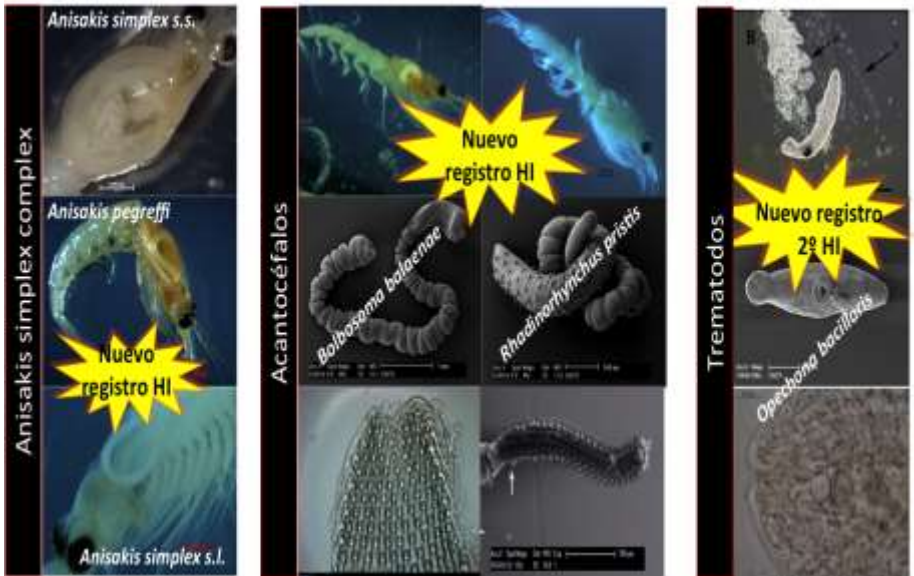 Anisakis simplex complex
Anisakis simplex s.s.
Anisakis pegreffi
Nuevo
registro HI
Anisakis simplex s.l.
Acantocéfalos
Nuevo
registro HI
Bolbosoma balaenae
Rhadinorhynchus pristis
Trematodos
B
Nuevo registro
2º HI
Opechona bacillaris